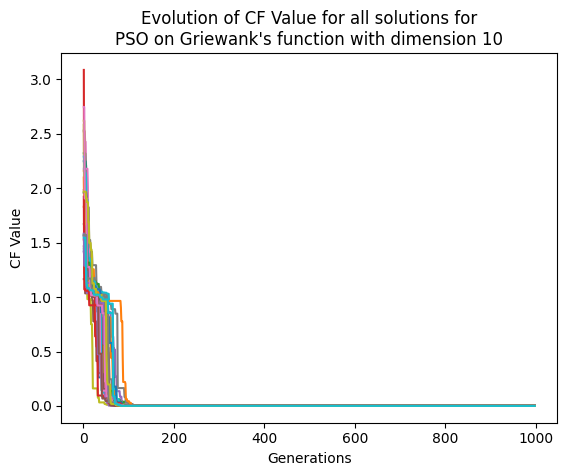 Evolution of CF Value for all solutions for
PSO on Griewank's function with dimension 10
3.0
2.5
2.0
1.5
1.0
0.5
0.0
CF Value
0 200 400 600 800 1000
Generations